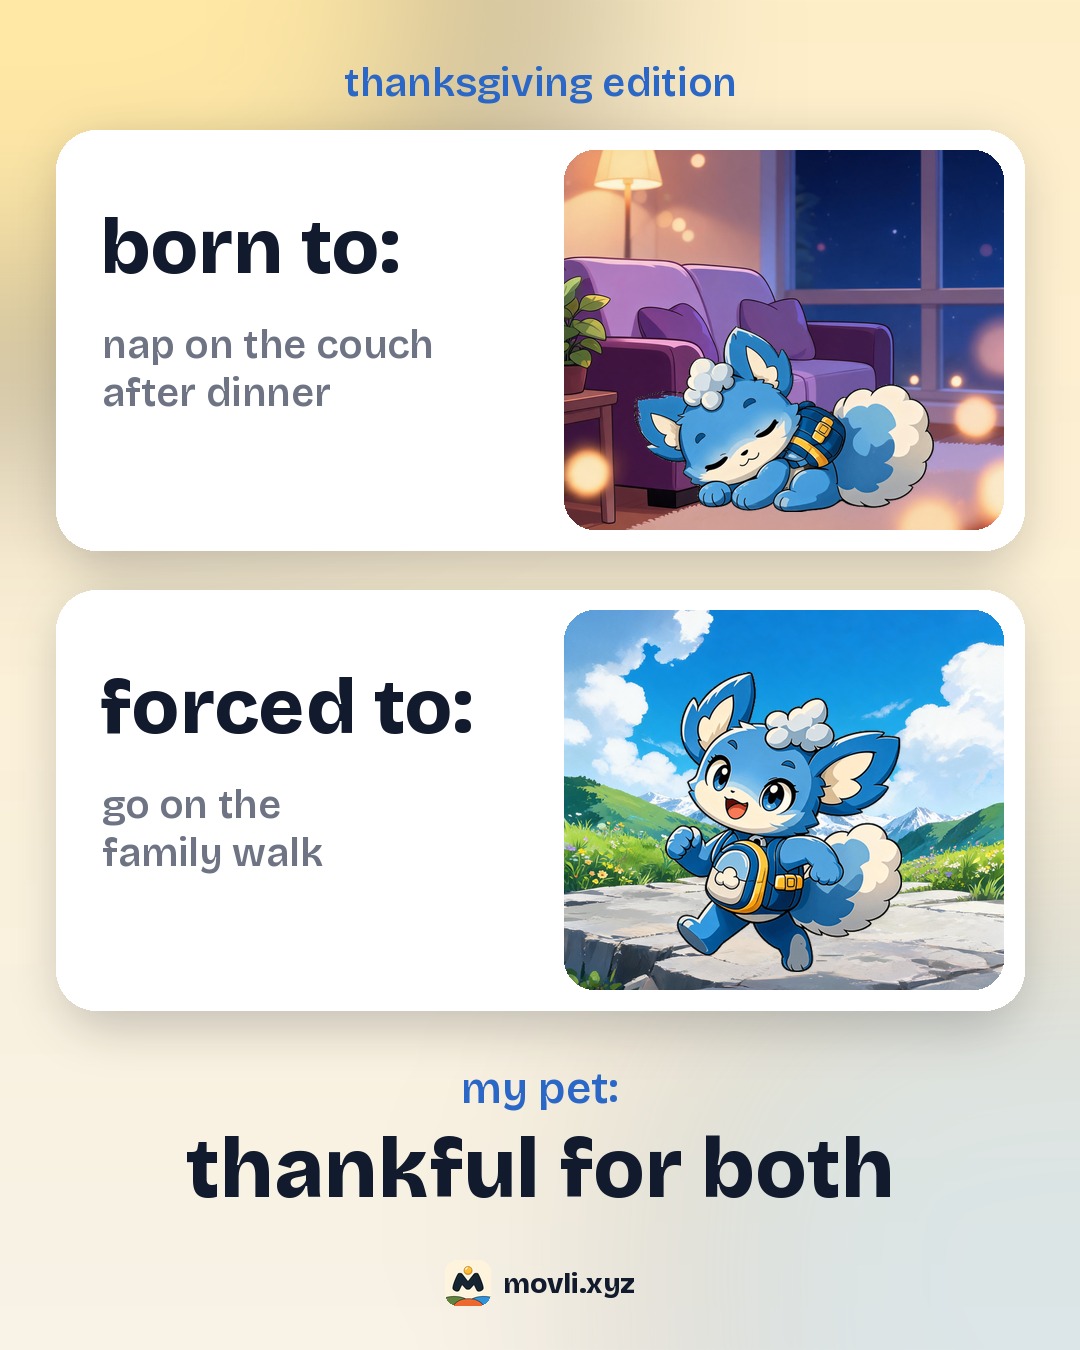 thanksgiving edition
born to:
nap on the couch
after dinner
forced to:
go on the
family walk
my pet:
thankful for both
movli.xyz